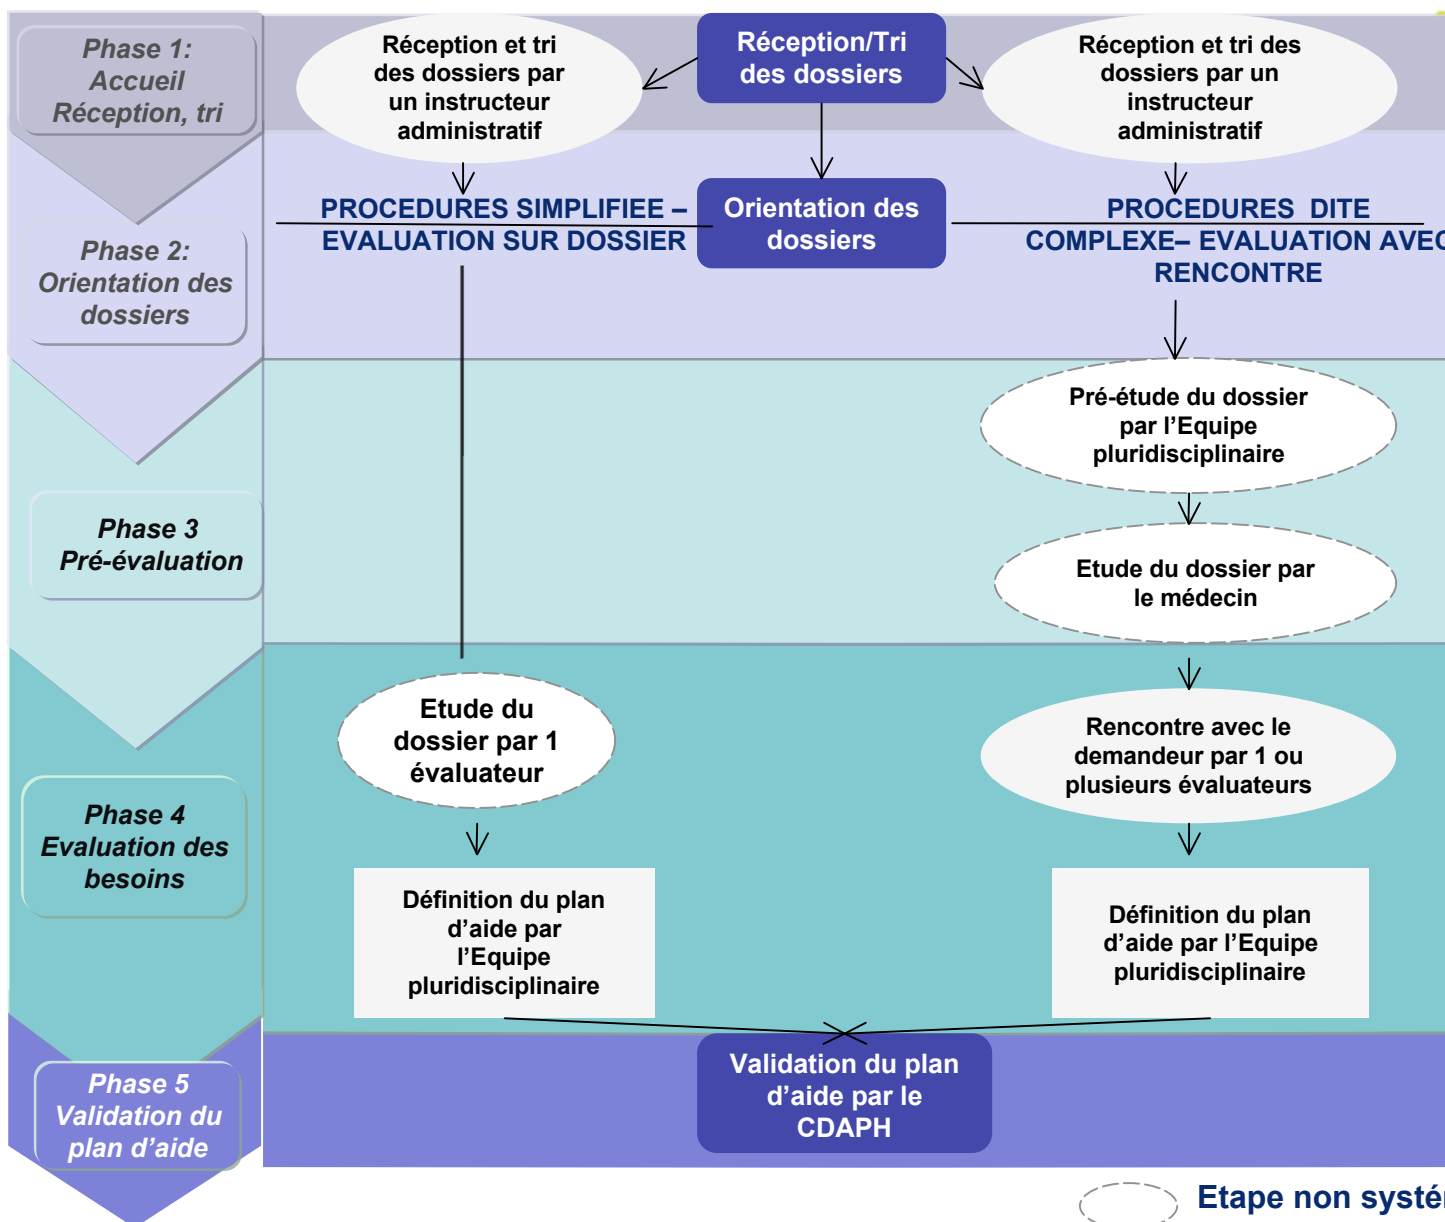 Phase 1:
Accueil
Réception, tri
Réception et tri
des dossiers par
un instructeur
administratif
Réception/Tri
des dossiers
Réception et tri des
dossiers par un
instructeur
administratif
Phase 2:
Orientation des
dossiers
PROCEDURES SIMPLIFIEE –
EVALUATION SUR DOSSIER
Orientation des
dossiers
PROCEDURES  DITE
COMPLEXE– EVALUATION AVEC
RENCONTRE
Phase 3
Pré-évaluation
Pré-étude du dossier
par l’Equipe
pluridisciplinaire
Etude du dossier par
le médecin
Phase 4
Evaluation des
besoins
Etude du
dossier par 1
évaluateur
Rencontre avec le
demandeur par 1 ou
plusieurs évaluateurs
Définition du plan
d’aide par
l’Equipe
pluridisciplinaire
Définition du plan
d’aide par l’Equipe
pluridisciplinaire
Phase 5
Validation du
plan d’aide
Validation du plan
d’aide par le
CDAPH
Etape non